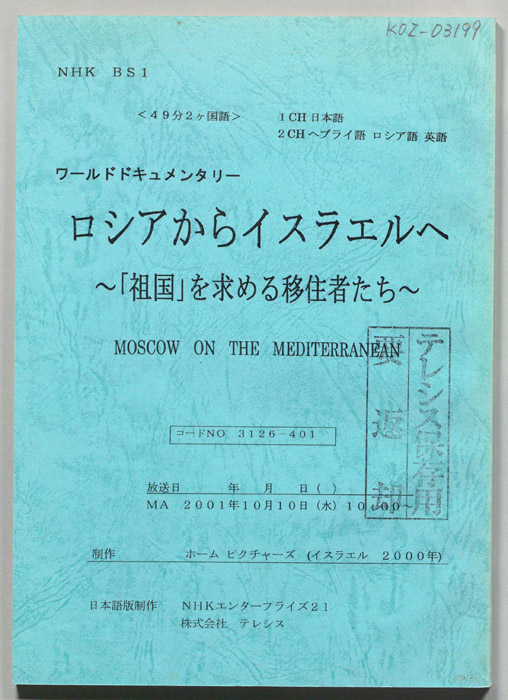 KOZ-03199
NHK BS1
＜49分2ヶ国語＞ 1CH 日本語
2CH ヘブライ語 ロシア語 英語
ワールドドキュメンタリー
ロシアからイスラエルへ
～「祖国」を求める移住者たち～
MOSCOW ON THE MEDITERRANEAN
テレシス保存用
要返却
コードNO 3126-401
放送日 年 月 日( )
MA 2001年10月10日(水) 10:00～
制作 ホーム ピクチャーズ (イスラエル 2000年)
日本語版制作 NHKエンタープライズ21
株式会社 テレシス